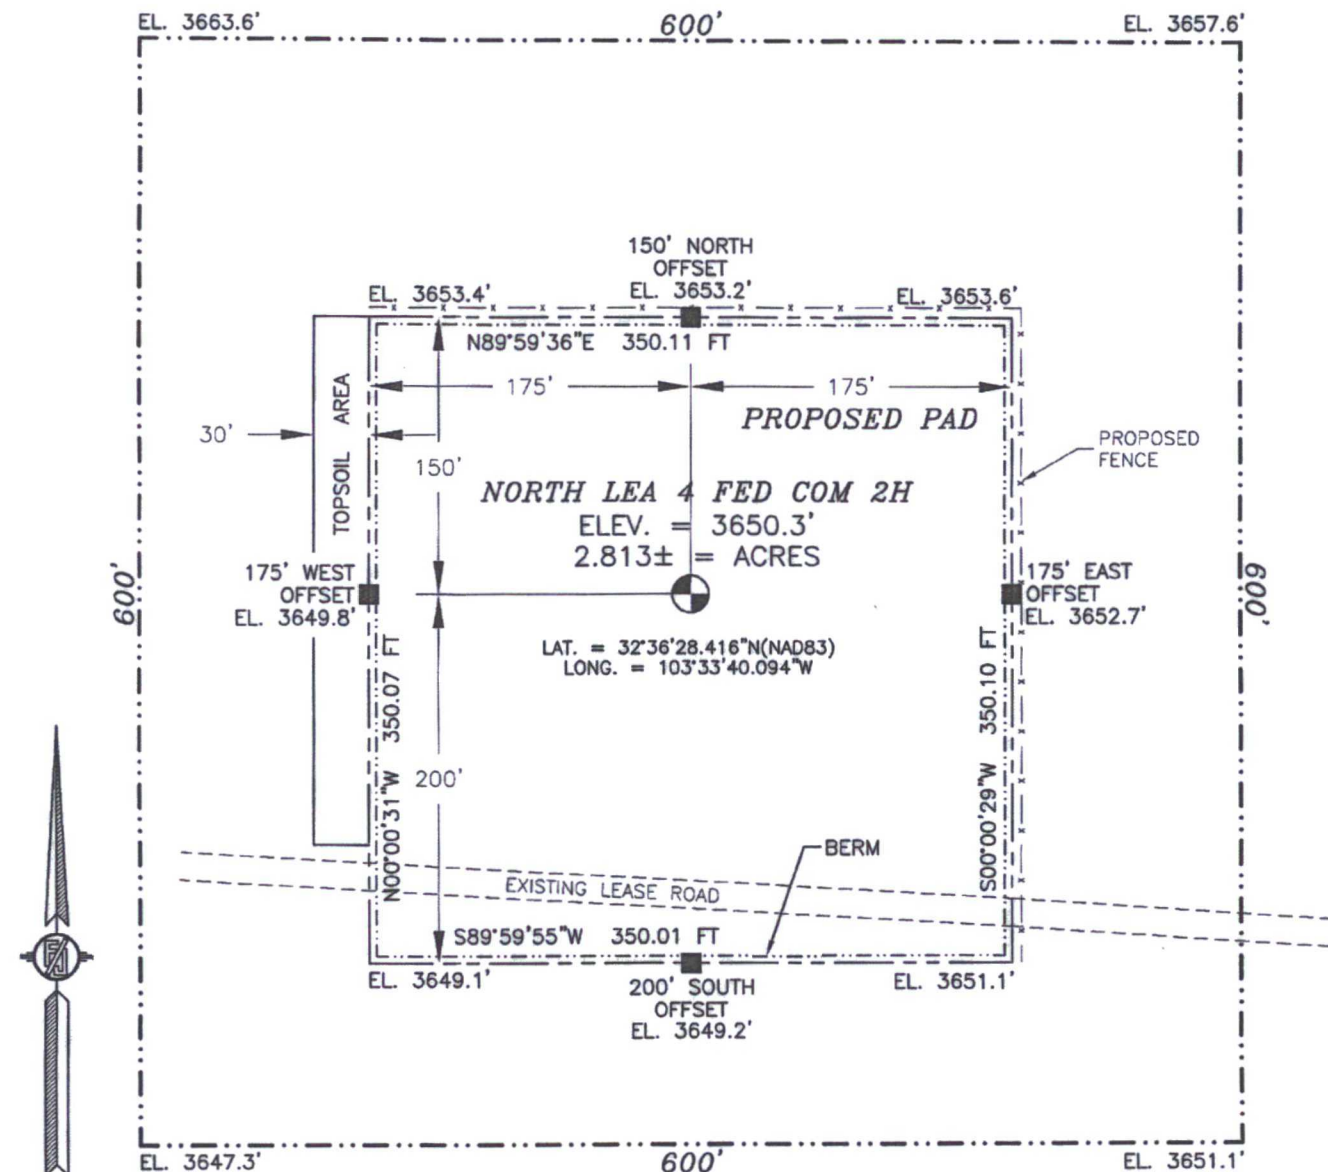 EL. 3663.6'
600'
EL. 3657.6'
150' NORTH
OFFSET
EL. 3653.2'
EL. 3653.4'
EL. 3653.6'
N89°59'36"E 350.11 FT
175'
175'
PROPOSED PAD
TOPSOIL AREA
30'
150'
PROPOSED
FENCE
NORTH LEA 4 FED COM 2H
ELEV. = 3650.3'
2.813± = ACRES
600'
175' WEST
OFFSET
EL. 3649.8'
175' EAST
OFFSET
EL. 3652.7'
600'
LAT. = 32°36'28.416"N(NAD83)
LONG. = 103°33'40.094"W
N00°00'31"W 350.07 FT
S00°00'29"W 350.10 FT
200'
BERM
EXISTING LEASE ROAD
S89°59'55"W 350.01 FT
EL. 3649.1'
EL. 3651.1'
200' SOUTH
OFFSET
EL. 3649.2'
EL. 3647.3'
600'
EL. 3651.1'